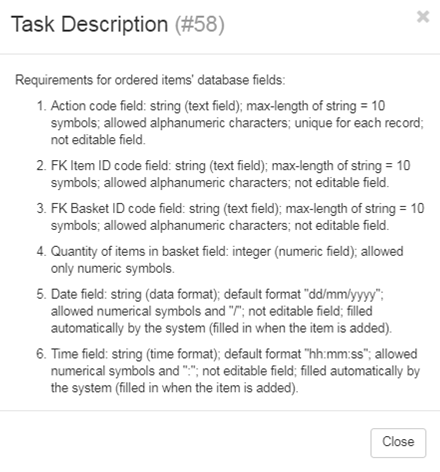 Task Description (#58)
×
Requirements for ordered items' database fields:
1. Action code field: string (text field); max-length of string = 10
symbols; allowed alphanumeric characters; unique for each record;
not editable field.
2. FK Item ID code field: string (text field); max-length of string = 10
symbols; allowed alphanumeric characters; not editable field.
3. FK Basket ID code field: string (text field); max-length of string = 10
symbols; allowed alphanumeric characters; not editable field.
4. Quantity of items in basket field: integer (numeric field); allowed
only numeric symbols.
5. Date field: string (data format); default format "dd/mm/yyyy";
allowed numerical symbols and "/"; not editable field; filled
automatically by the system (filled in when the item is added).
6. Time field: string (time format); default format "hh:mm:ss"; allowed
numerical symbols and ":"; not editable field; filled automatically by
the system (filled in when the item is added).
Close